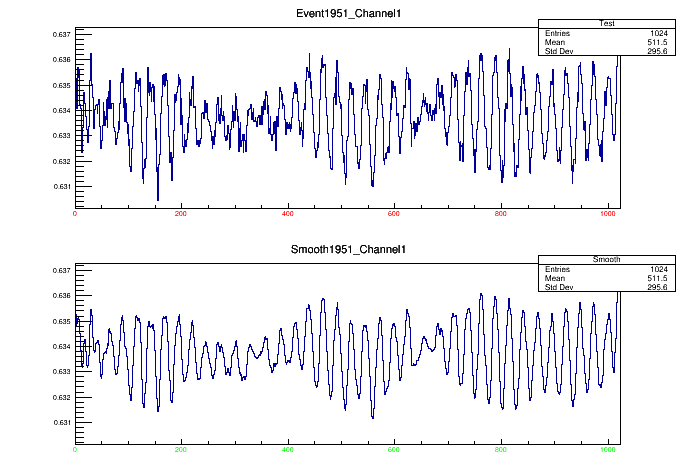 Event1951_Channel1
Test
Entries 1024
Mean 511.5
Std Dev 295.6
0.637
0.636
0.635
0.634
0.633
0.632
0.631
0 200 400 600 800 1000
Smooth1951_Channel1
Smooth
Entries 1024
Mean 511.5
Std Dev 295.6
0.637
0.636
0.635
0.634
0.633
0.632
0.631
0 200 400 600 800 1000